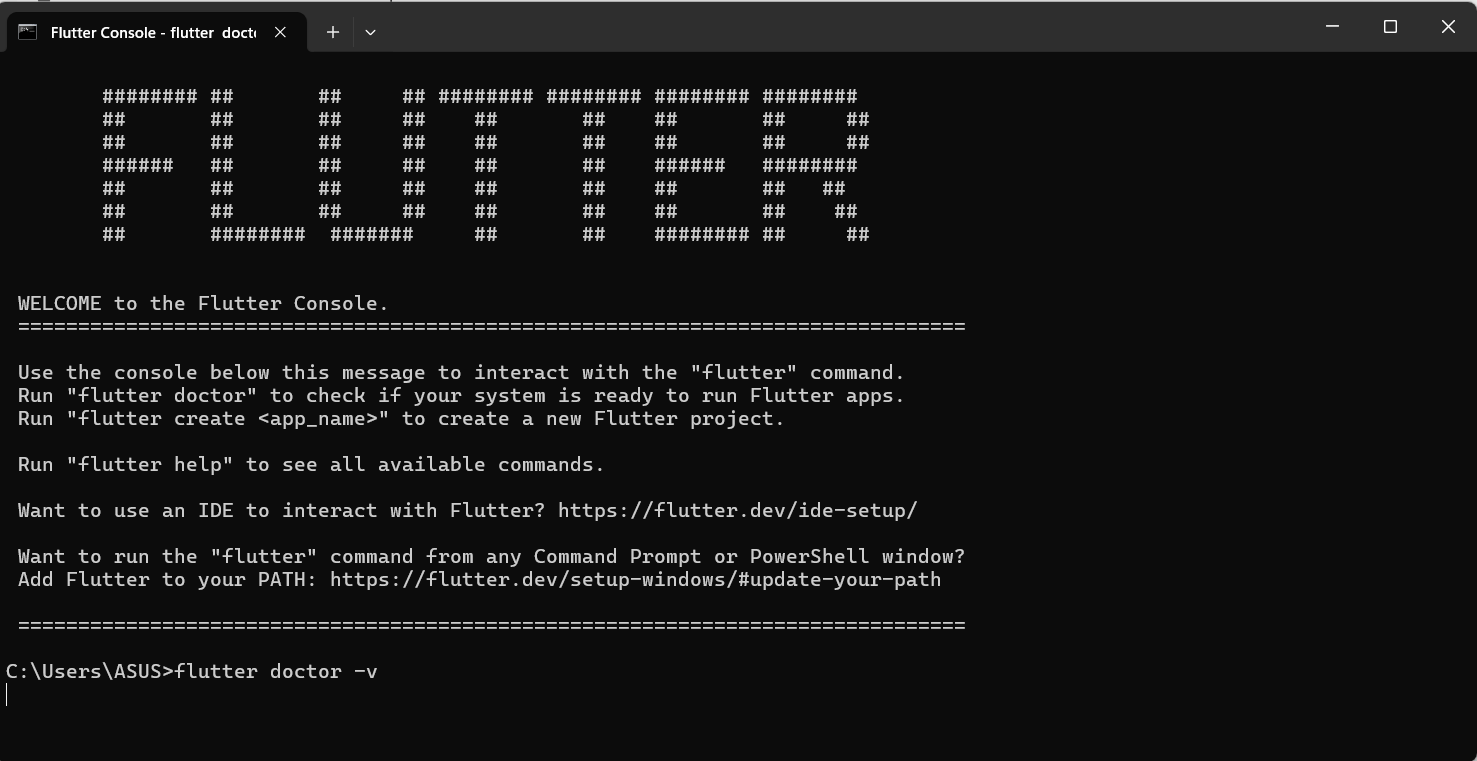 Flutter Console - flutter doct
######## ##       ##     ## ######## ######## ######## ########
##       ##       ##     ##    ##       ##    ##       ##     ##
##       ##       ##     ##    ##       ##    ##       ##     ##
######   ##       ##     ##    ##       ##    ######   ########
##       ##       ##     ##    ##       ##    ##       ##   ##
##       ##       ##     ##    ##       ##    ##       ##    ##
##       ########  #######     ##       ##    ######## ##     ##
WELCOME to the Flutter Console.
===============================================================================
Use the console below this message to interact with the "flutter" command.
Run "flutter doctor" to check if your system is ready to run Flutter apps.
Run "flutter create <app_name>" to create a new Flutter project.
Run "flutter help" to see all available commands.
Want to use an IDE to interact with Flutter? https://flutter.dev/ide-setup/
Want to run the "flutter" command from any Command Prompt or PowerShell window?
Add Flutter to your PATH: https://flutter.dev/setup-windows/#update-your-path
===============================================================================
C:\Users\ASUS>flutter doctor -v